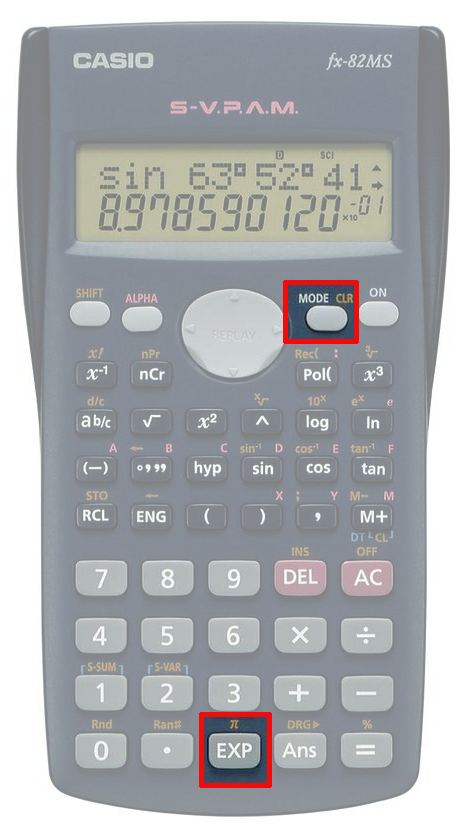 CASIO fx-82MS
S-V.P.A.M.
D SCI
sin 63°52°41
8.978590120×10-01
SHIFT ALPHA MODE CLR ON
REPLAY
x! nPr Rec( : ³√
x-1 nCr Pol( x3
d/c x√ 10x ex e
ab/c √ x2 ^ log ln
A ← B C sin-1 D cos-1 E tan-1 F
(−) °,,, hyp sin cos tan
STO ← X ; Y M− M
RCL ENG ( ) , M+
DT CL
INS OFF
7 8 9 DEL AC
4 5 6 × ÷
S-SUM S-VAR
1 2 3 + −
Rnd Ran# π DRG▶ %
0 . EXP Ans =